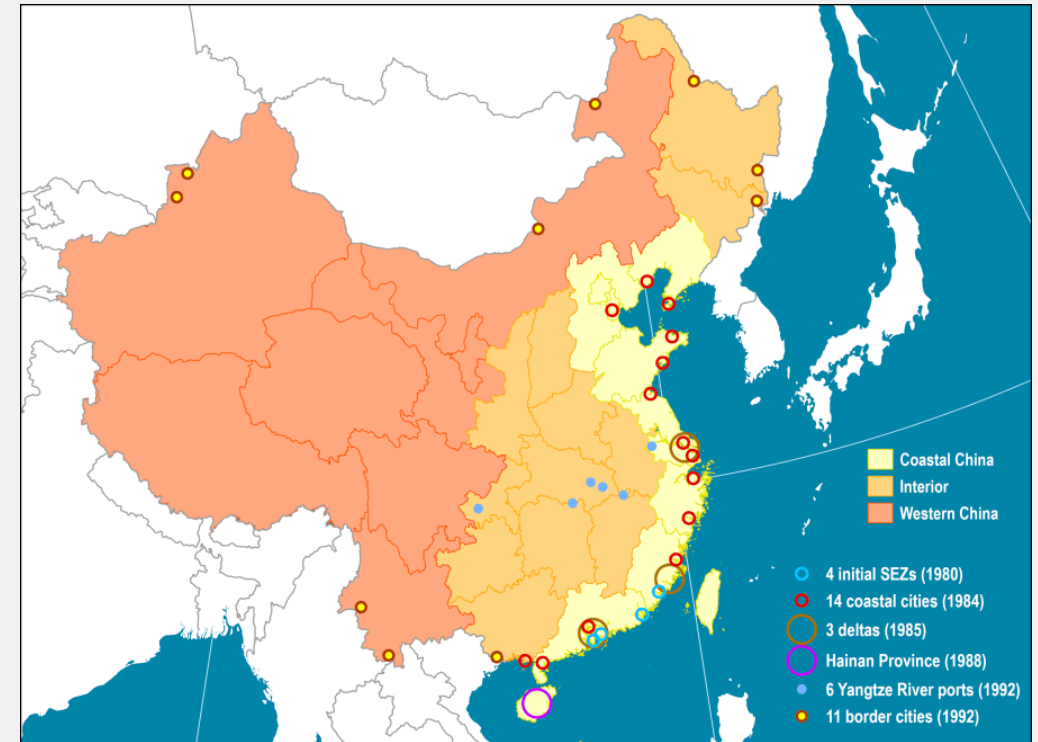 Coastal China
Interior
Western China
4 initial SEZs (1980)
14 coastal cities (1984)
3 deltas (1985)
Hainan Province (1988)
6 Yangtze River ports (1992)
11 border cities (1992)